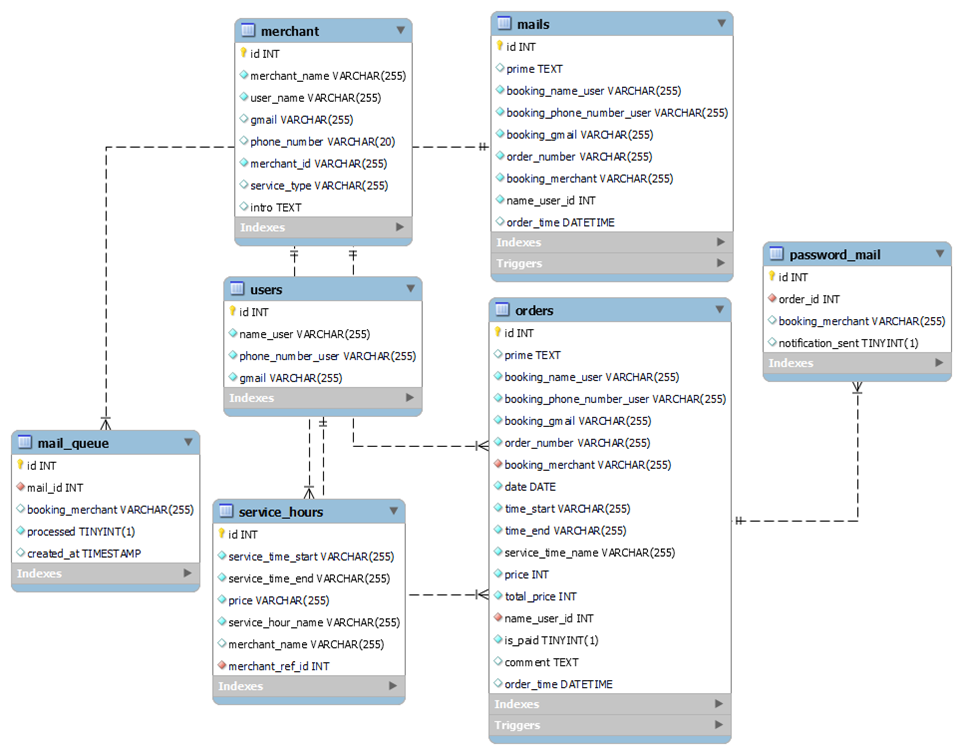 merchant
id INT
merchant_name VARCHAR(255)
user_name VARCHAR(255)
gmail VARCHAR(255)
phone_number VARCHAR(20)
merchant_id VARCHAR(255)
service_type VARCHAR(255)
intro TEXT
Indexes
mails
id INT
prime TEXT
booking_name_user VARCHAR(255)
booking_phone_number_user VARCHAR(255)
booking_gmail VARCHAR(255)
order_number VARCHAR(255)
booking_merchant VARCHAR(255)
name_user_id INT
order_time DATETIME
Indexes
Triggers
users
id INT
name_user VARCHAR(255)
phone_number_user VARCHAR(255)
gmail VARCHAR(255)
Indexes
orders
id INT
prime TEXT
booking_name_user VARCHAR(255)
booking_phone_number_user VARCHAR(255)
booking_gmail VARCHAR(255)
order_number VARCHAR(255)
booking_merchant VARCHAR(255)
date DATE
time_start VARCHAR(255)
time_end VARCHAR(255)
service_time_name VARCHAR(255)
price INT
total_price INT
name_user_id INT
is_paid TINYINT(1)
comment TEXT
order_time DATETIME
Indexes
Triggers
password_mail
id INT
order_id INT
booking_merchant VARCHAR(255)
notification_sent TINYINT(1)
Indexes
mail_queue
id INT
mail_id INT
booking_merchant VARCHAR(255)
processed TINYINT(1)
created_at TIMESTAMP
Indexes
service_hours
id INT
service_time_start VARCHAR(255)
service_time_end VARCHAR(255)
price VARCHAR(255)
service_hour_name VARCHAR(255)
merchant_name VARCHAR(255)
merchant_ref_id INT
Indexes